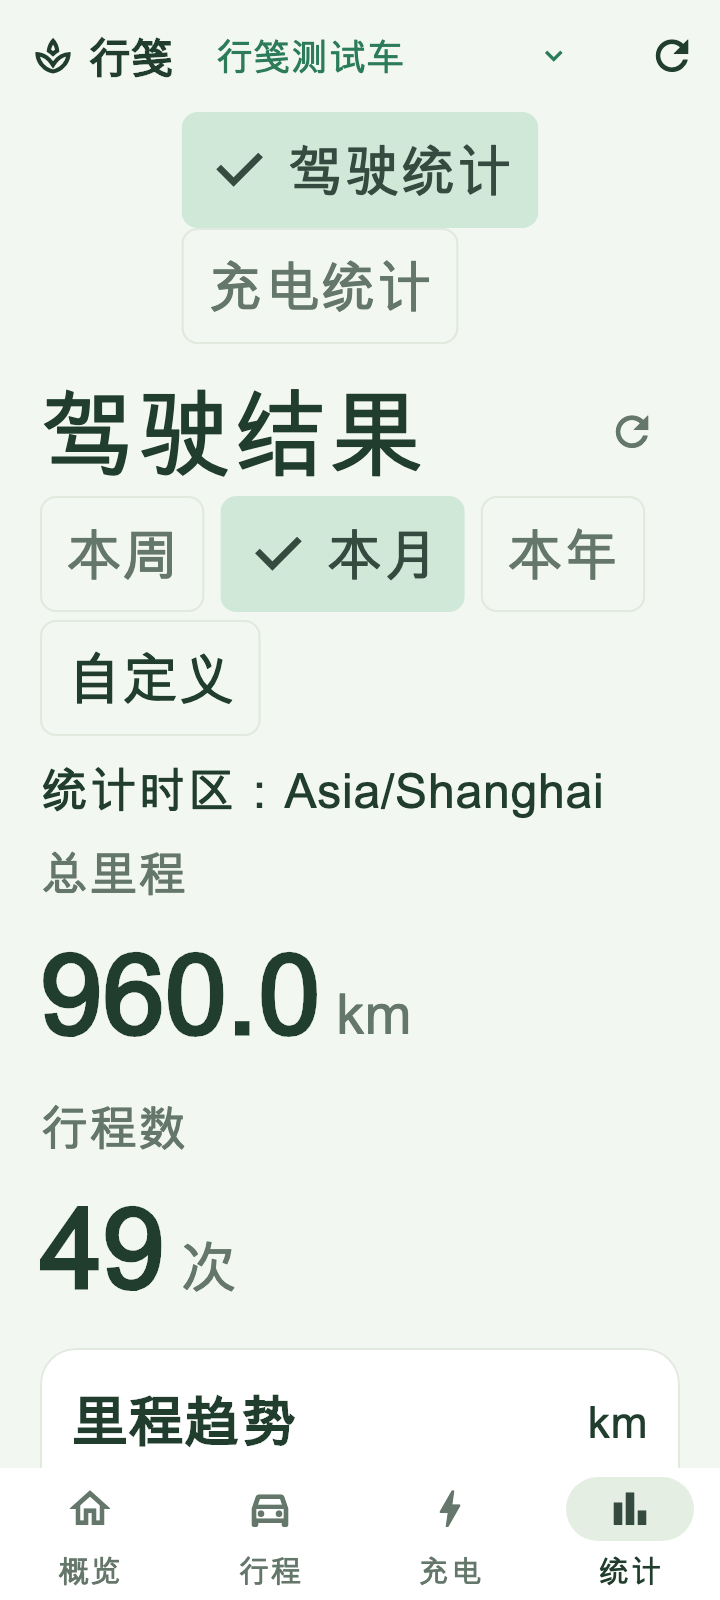 行笺 行笺测试车
驾驶统计
充电统计
驾驶结果
本周 本月 本年
自定义
统计时区：Asia/Shanghai
总里程
960.0 km
行程数
49 次
里程趋势 km
概览 行程 充电 统计